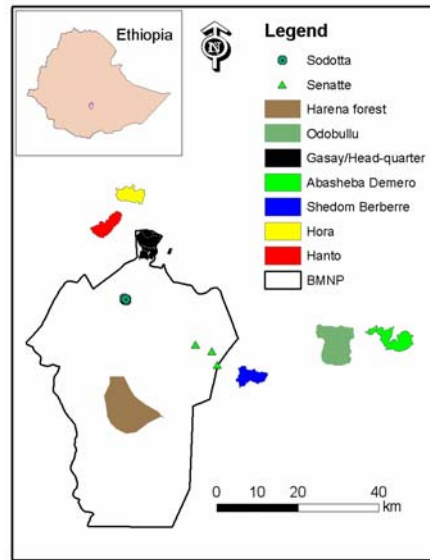 Ethiopia
N
Legend
Sodotta
Senatte
Harena forest
Odobullu
Gasay/Head-quarter
Abasheba Demero
Shedom Berberre
Hora
Hanto
BMNP
0 20 40
km